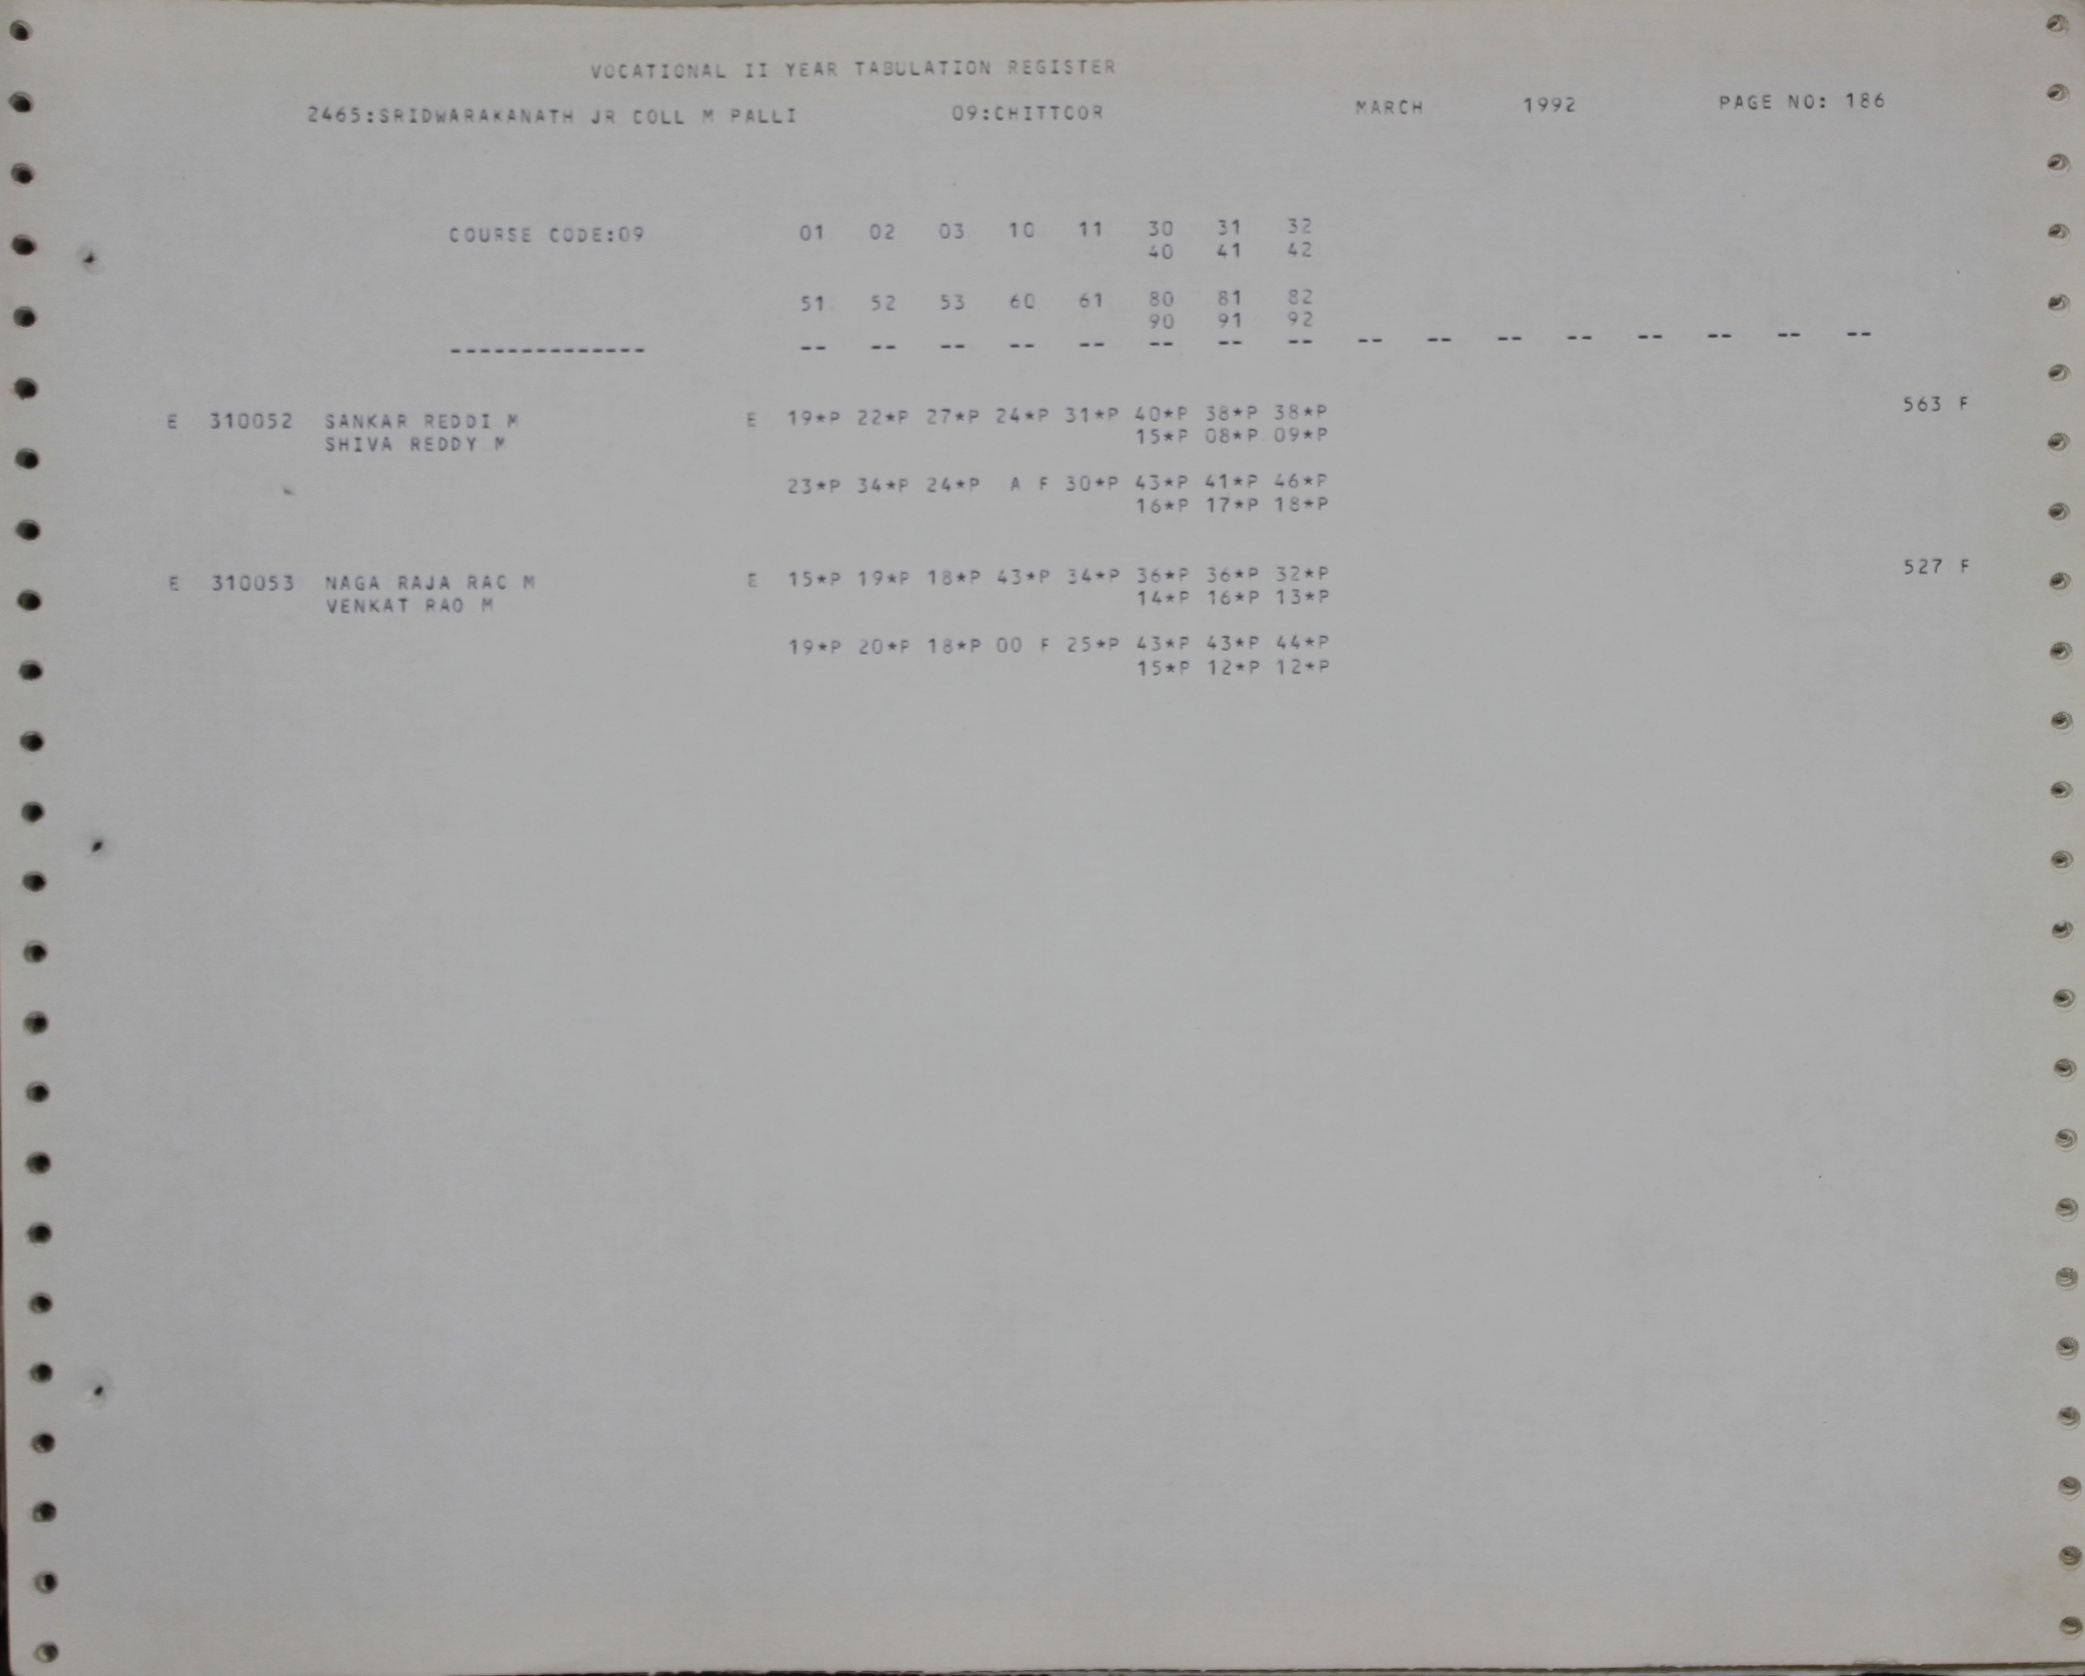 VOCATIONAL II YEAR TABULATION REGISTER
2465:SRIDWARAKANATH JR COLL M PALLI 09:CHITTOOR MARCH 1992 PAGE NO: 186
COURSE CODE:09 01 02 03 10 11 30 31 32
40 41 42
51 52 53 60 61 80 81 82
90 91 92
-------------- -- -- -- -- -- -- -- -- -- -- -- -- -- -- -- --
E 310052 SANKAR REDDI M E 19*P 22*P 27*P 24*P 31*P 40*P 38*P 38*P 563 F
SHIVA REDDY M 15*P 08*P 09*P
23*P 34*P 24*P A F 30*P 43*P 41*P 46*P
16*P 17*P 18*P
E 310053 NAGA RAJA RAO M E 15*P 19*P 18*P 43*P 34*P 36*P 36*P 32*P 527 F
VENKAT RAO M 14*P 16*P 13*P
19*P 20*P 18*P 00 F 25*P 43*P 43*P 44*P
15*P 12*P 12*P